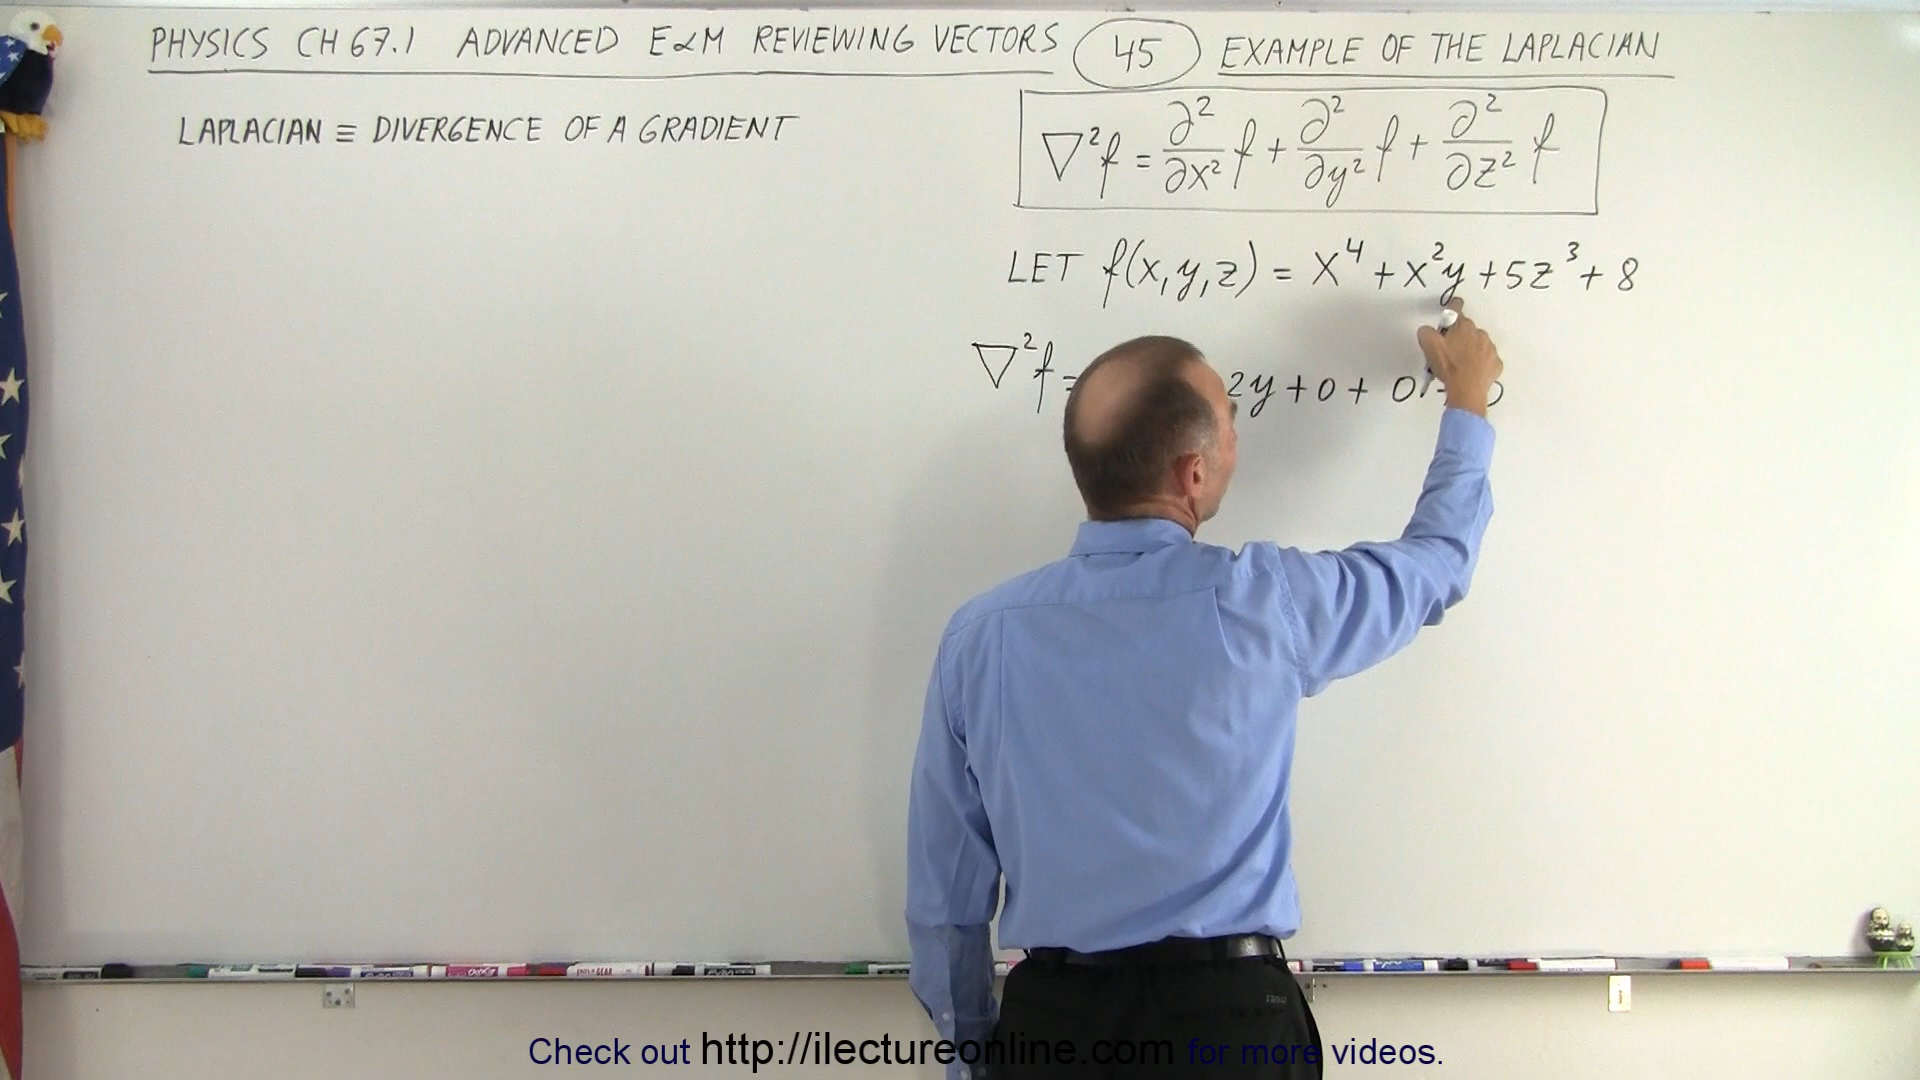 PHYSICS CH 67.1 ADVANCED E&M REVIEWING VECTORS 45 EXAMPLE OF THE LAPLACIAN
LAPLACIAN ≡ DIVERGENCE OF A GRADIENT
∇²f = ∂²/∂x² f + ∂²/∂y² f + ∂²/∂z² f
LET f(x,y,z) = x⁴ + x²y + 5z³ + 8
∇²f = 2y + 0 + 0
Check out http://ilectureonline.com for more videos.